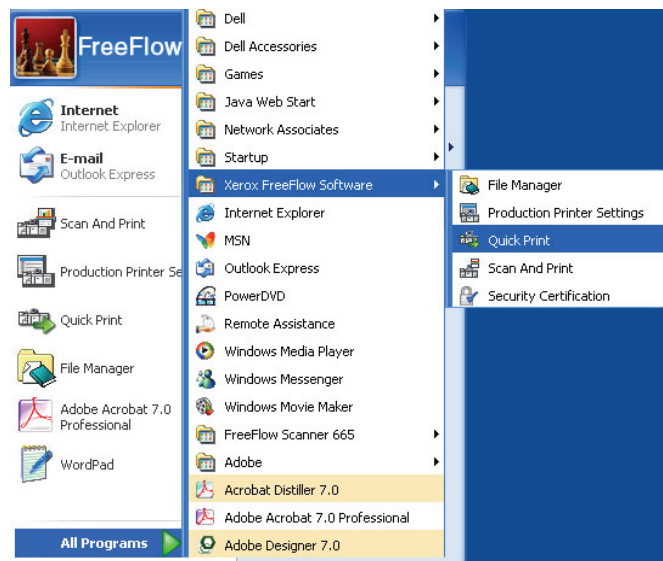 FreeFlow
Internet
Internet Explorer
E-mail
Outlook Express
Scan And Print
Production Printer Se
Quick Print
File Manager
Adobe Acrobat 7.0
Professional
WordPad
All Programs
Dell
Dell Accessories
Games
Java Web Start
Network Associates
Startup
Xerox FreeFlow Software
Internet Explorer
MSN
Outlook Express
PowerDVD
Remote Assistance
Windows Media Player
Windows Messenger
Windows Movie Maker
FreeFlow Scanner 665
Adobe
Acrobat Distiller 7.0
Adobe Acrobat 7.0 Professional
Adobe Designer 7.0
File Manager
Production Printer Settings
Quick Print
Scan And Print
Security Certification